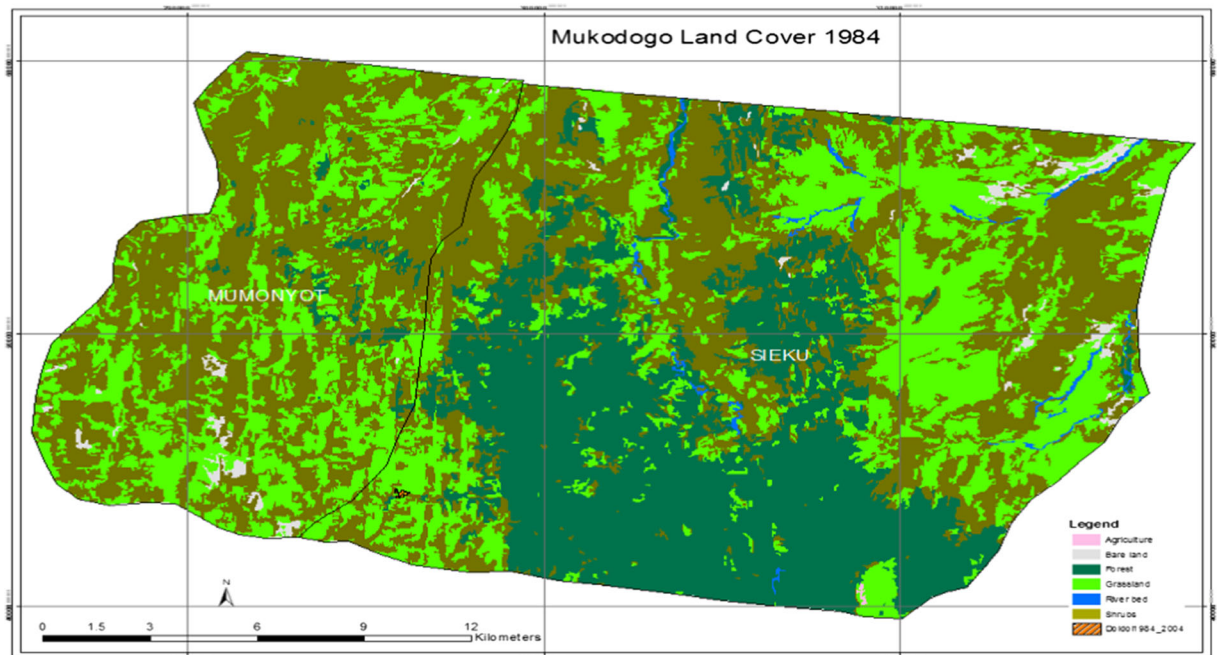 Mukodogo Land Cover 1984
MUMONYOT
SIEKU
Legend
Agriculture
Bare land
Forest
Grassland
River bed
Shrubs
N
0 1.5 3 6 9 12
Kilometers